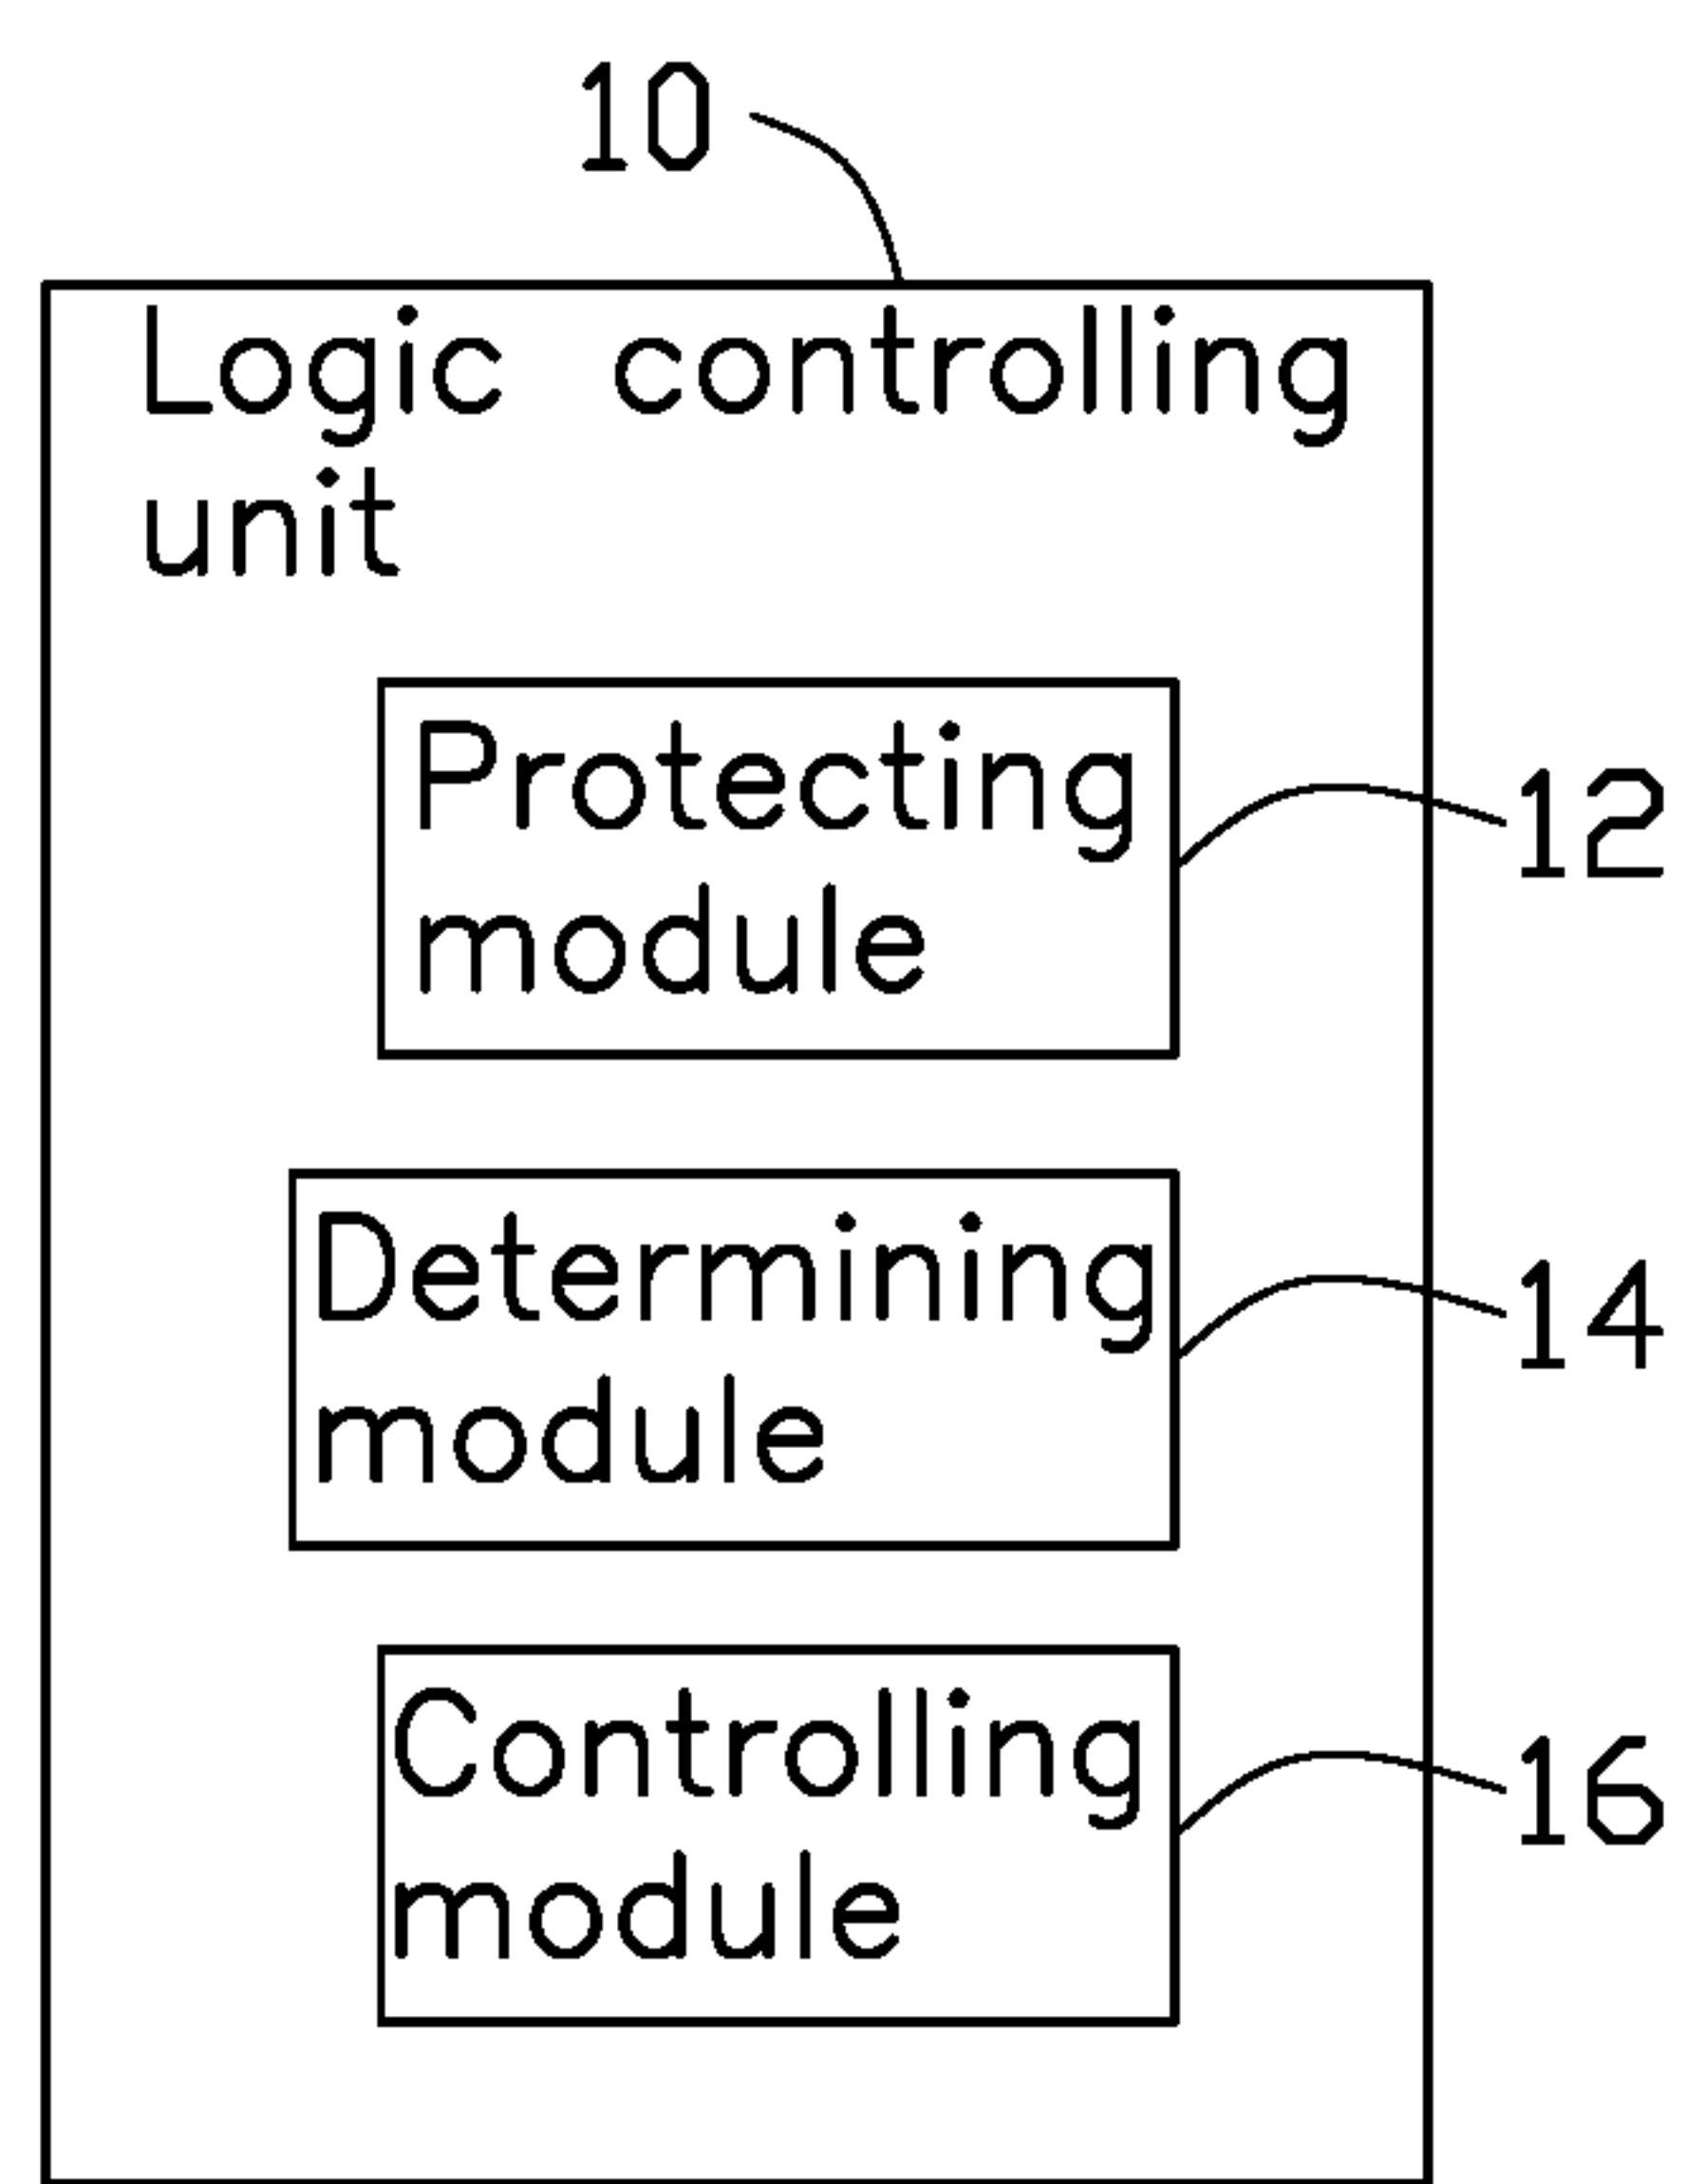 10
Logic controlling
unit
Protecting
module
12
Determining
module
14
Controlling
module
16